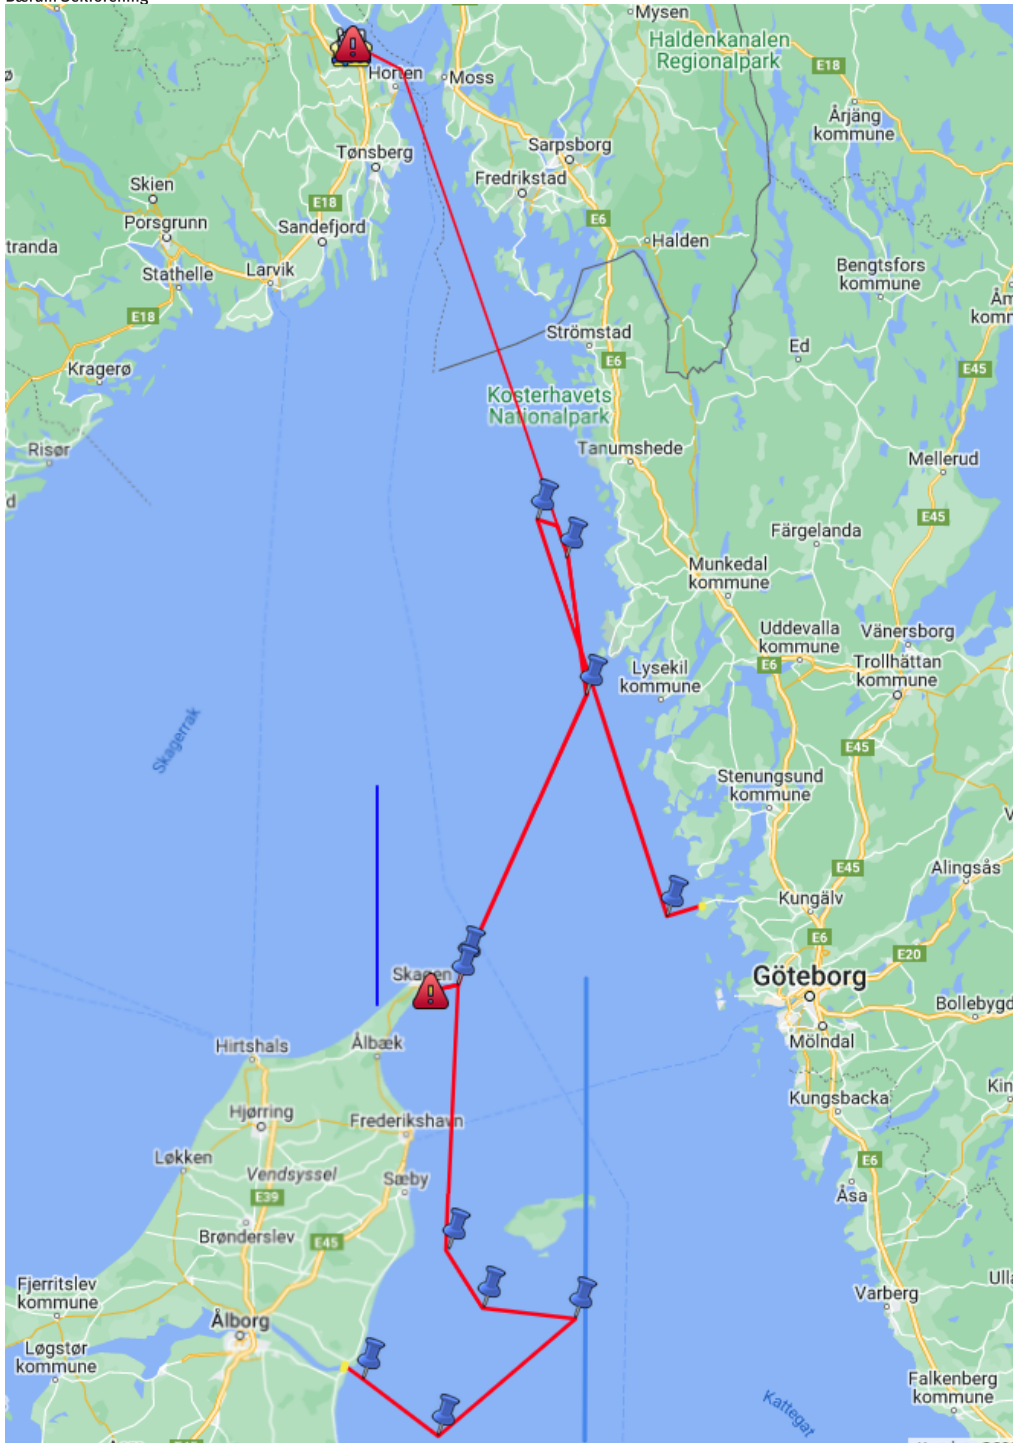 Mysen
Haldenkanalen
Regionalpark
E18
Horten
Moss
Årjäng
kommune
Tønsberg
Sarpsborg
Skien
Fredrikstad
E18
E6
Porsgrunn
Sandefjord
Halden
tranda
Stathelle
Larvik
Bengtsfors
kommune
E18
Strömstad
Ed
E6
Kragerø
E45
Kosterhavets
Nationalpark
Risør
Tanumshede
Mellerud
d
E45
Färgelanda
Munkedal
kommune
Uddevalla
kommune
Vänersborg
E6
Trollhättan
kommune
Lysekil
kommune
Skagerrak
E45
Stenungsund
kommune
E45
Alingsås
Kungälv
E6
E20
Skagen
Göteborg
Bollebygd
Mölndal
Hirtshals
Ålbæk
Kungsbacka
Kin
Hjørring
Frederikshavn
E6
Løkken
Vendsyssel
Sæby
Åsa
E39
Brønderslev
E45
Fjerritslev
kommune
Ulla
Varberg
Ålborg
Løgstør
kommune
Falkenberg
kommune
Kattegat